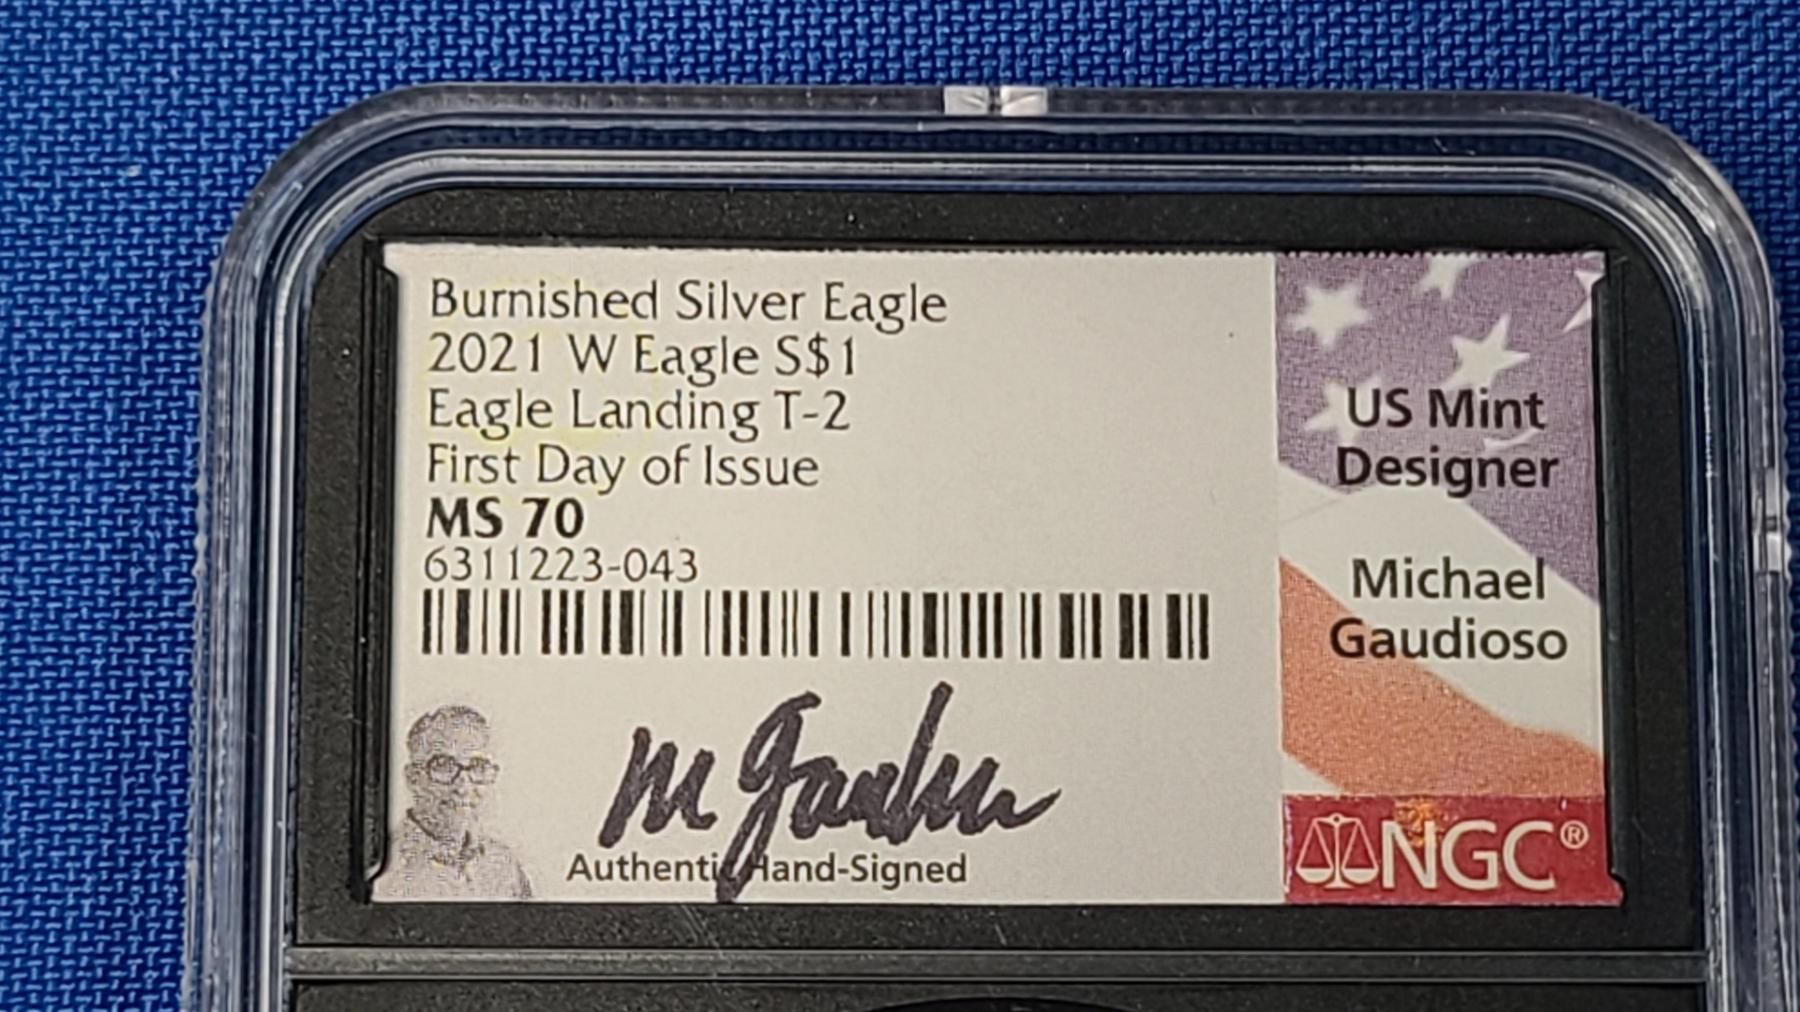 Burnished Silver Eagle
2021 W Eagle S$1
Eagle Landing T-2
First Day of Issue
MS 70
6311223-043
M Gaudioso
Authentic Hand-Signed
US Mint
Designer
Michael
Gaudioso
NGC®